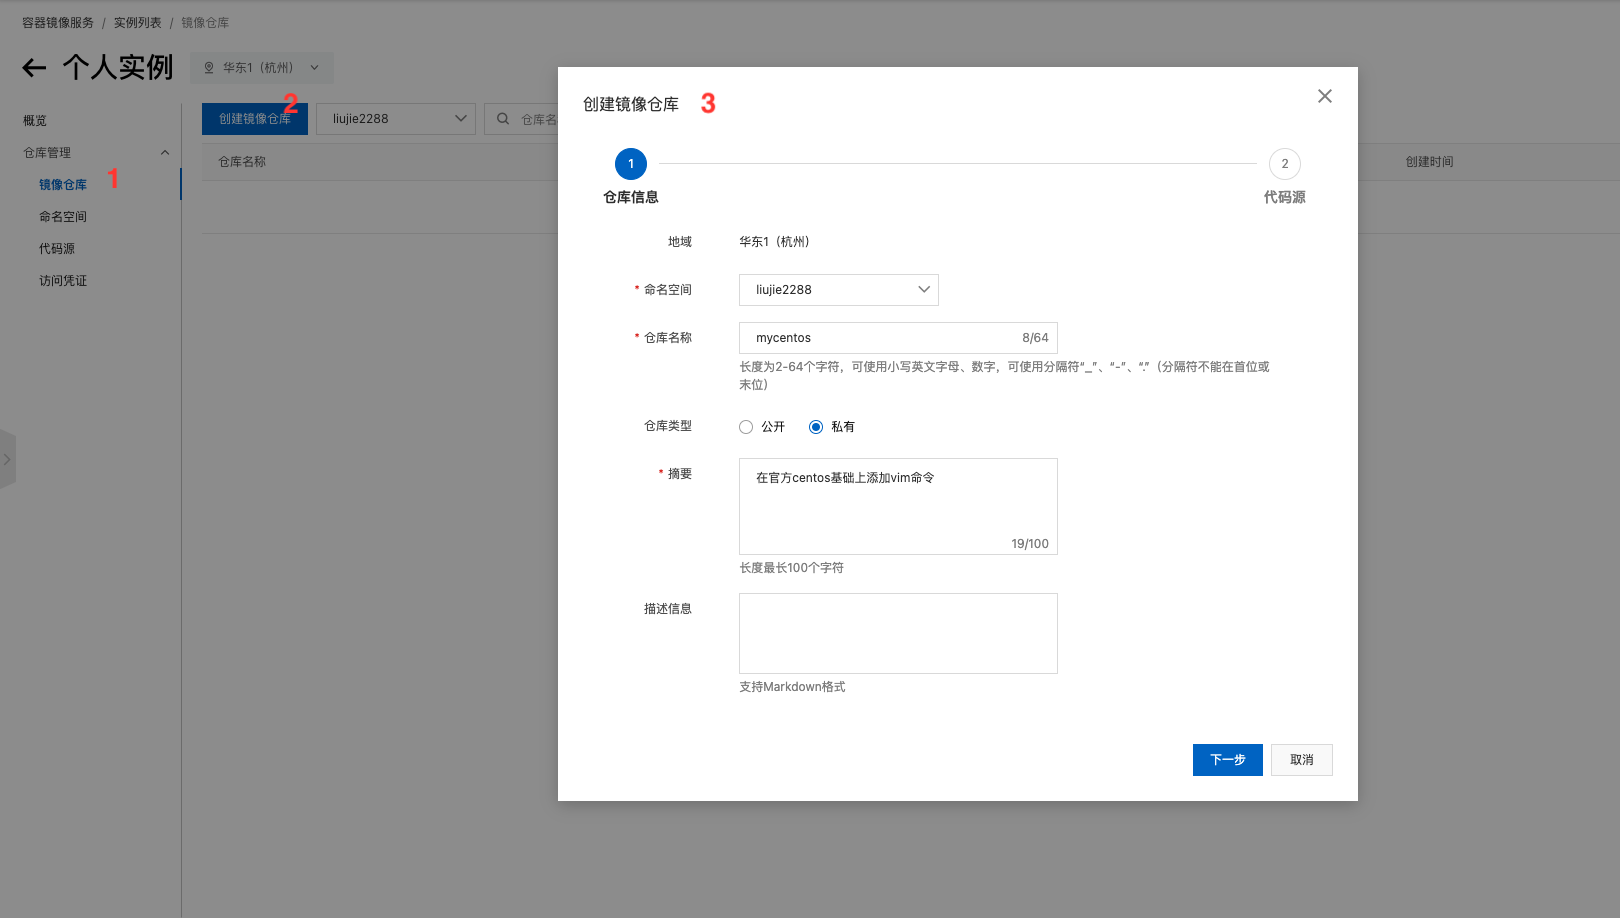 容器镜像服务 / 实例列表 / 镜像仓库
个人实例
华东1（杭州）
概览
仓库管理
镜像仓库
1
命名空间
代码源
访问凭证
创建镜像仓库
2
liujie2288
仓库名
仓库名称
创建时间
创建镜像仓库
3
1
2
仓库信息
代码源
地域 华东1（杭州）
* 命名空间 liujie2288
* 仓库名称 mycentos 8/64
长度为2-64个字符，可使用小写英文字母、数字，可使用分隔符“_”、“-”、“.”（分隔符不能在首位或
末位）
仓库类型 公开 私有
* 摘要 在官方centos基础上添加vim命令
19/100
长度最长100个字符
描述信息
支持Markdown格式
下一步 取消